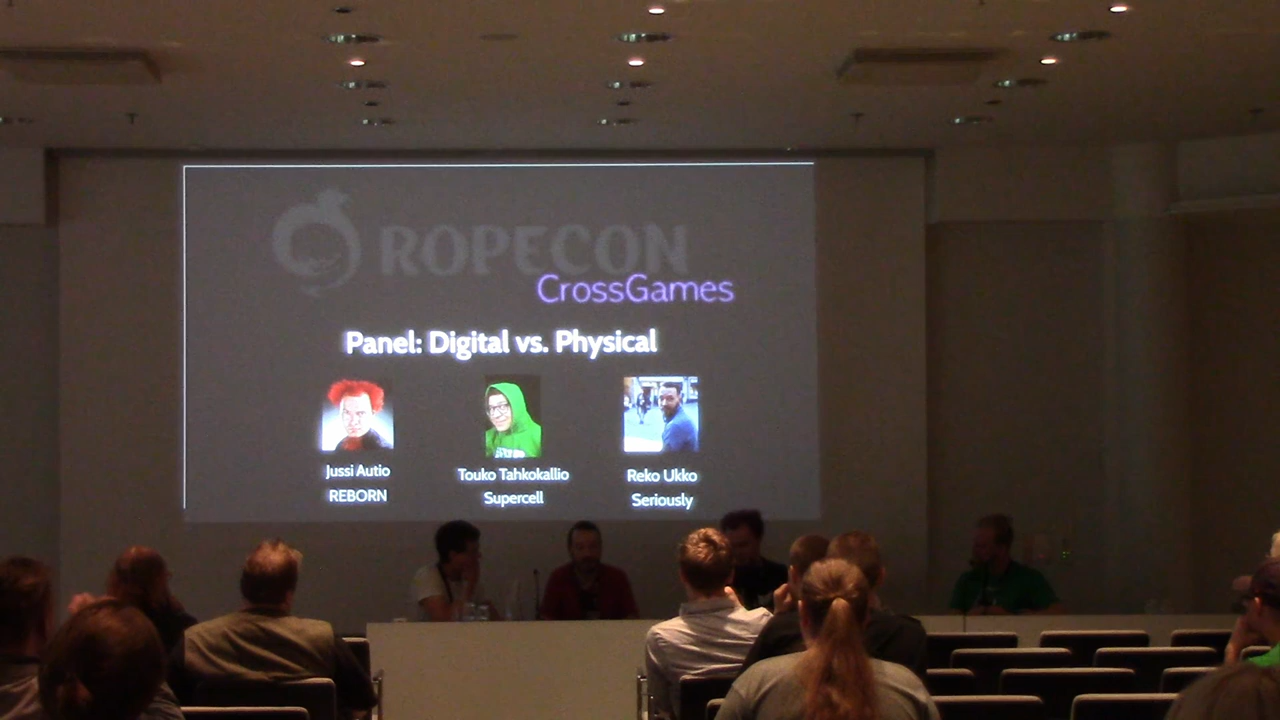 ROPECON
CrossGames
Panel: Digital vs. Physical
Jussi Autio
REBORN
Touko Tahkokallio
Supercell
Reko Ukko
Seriously